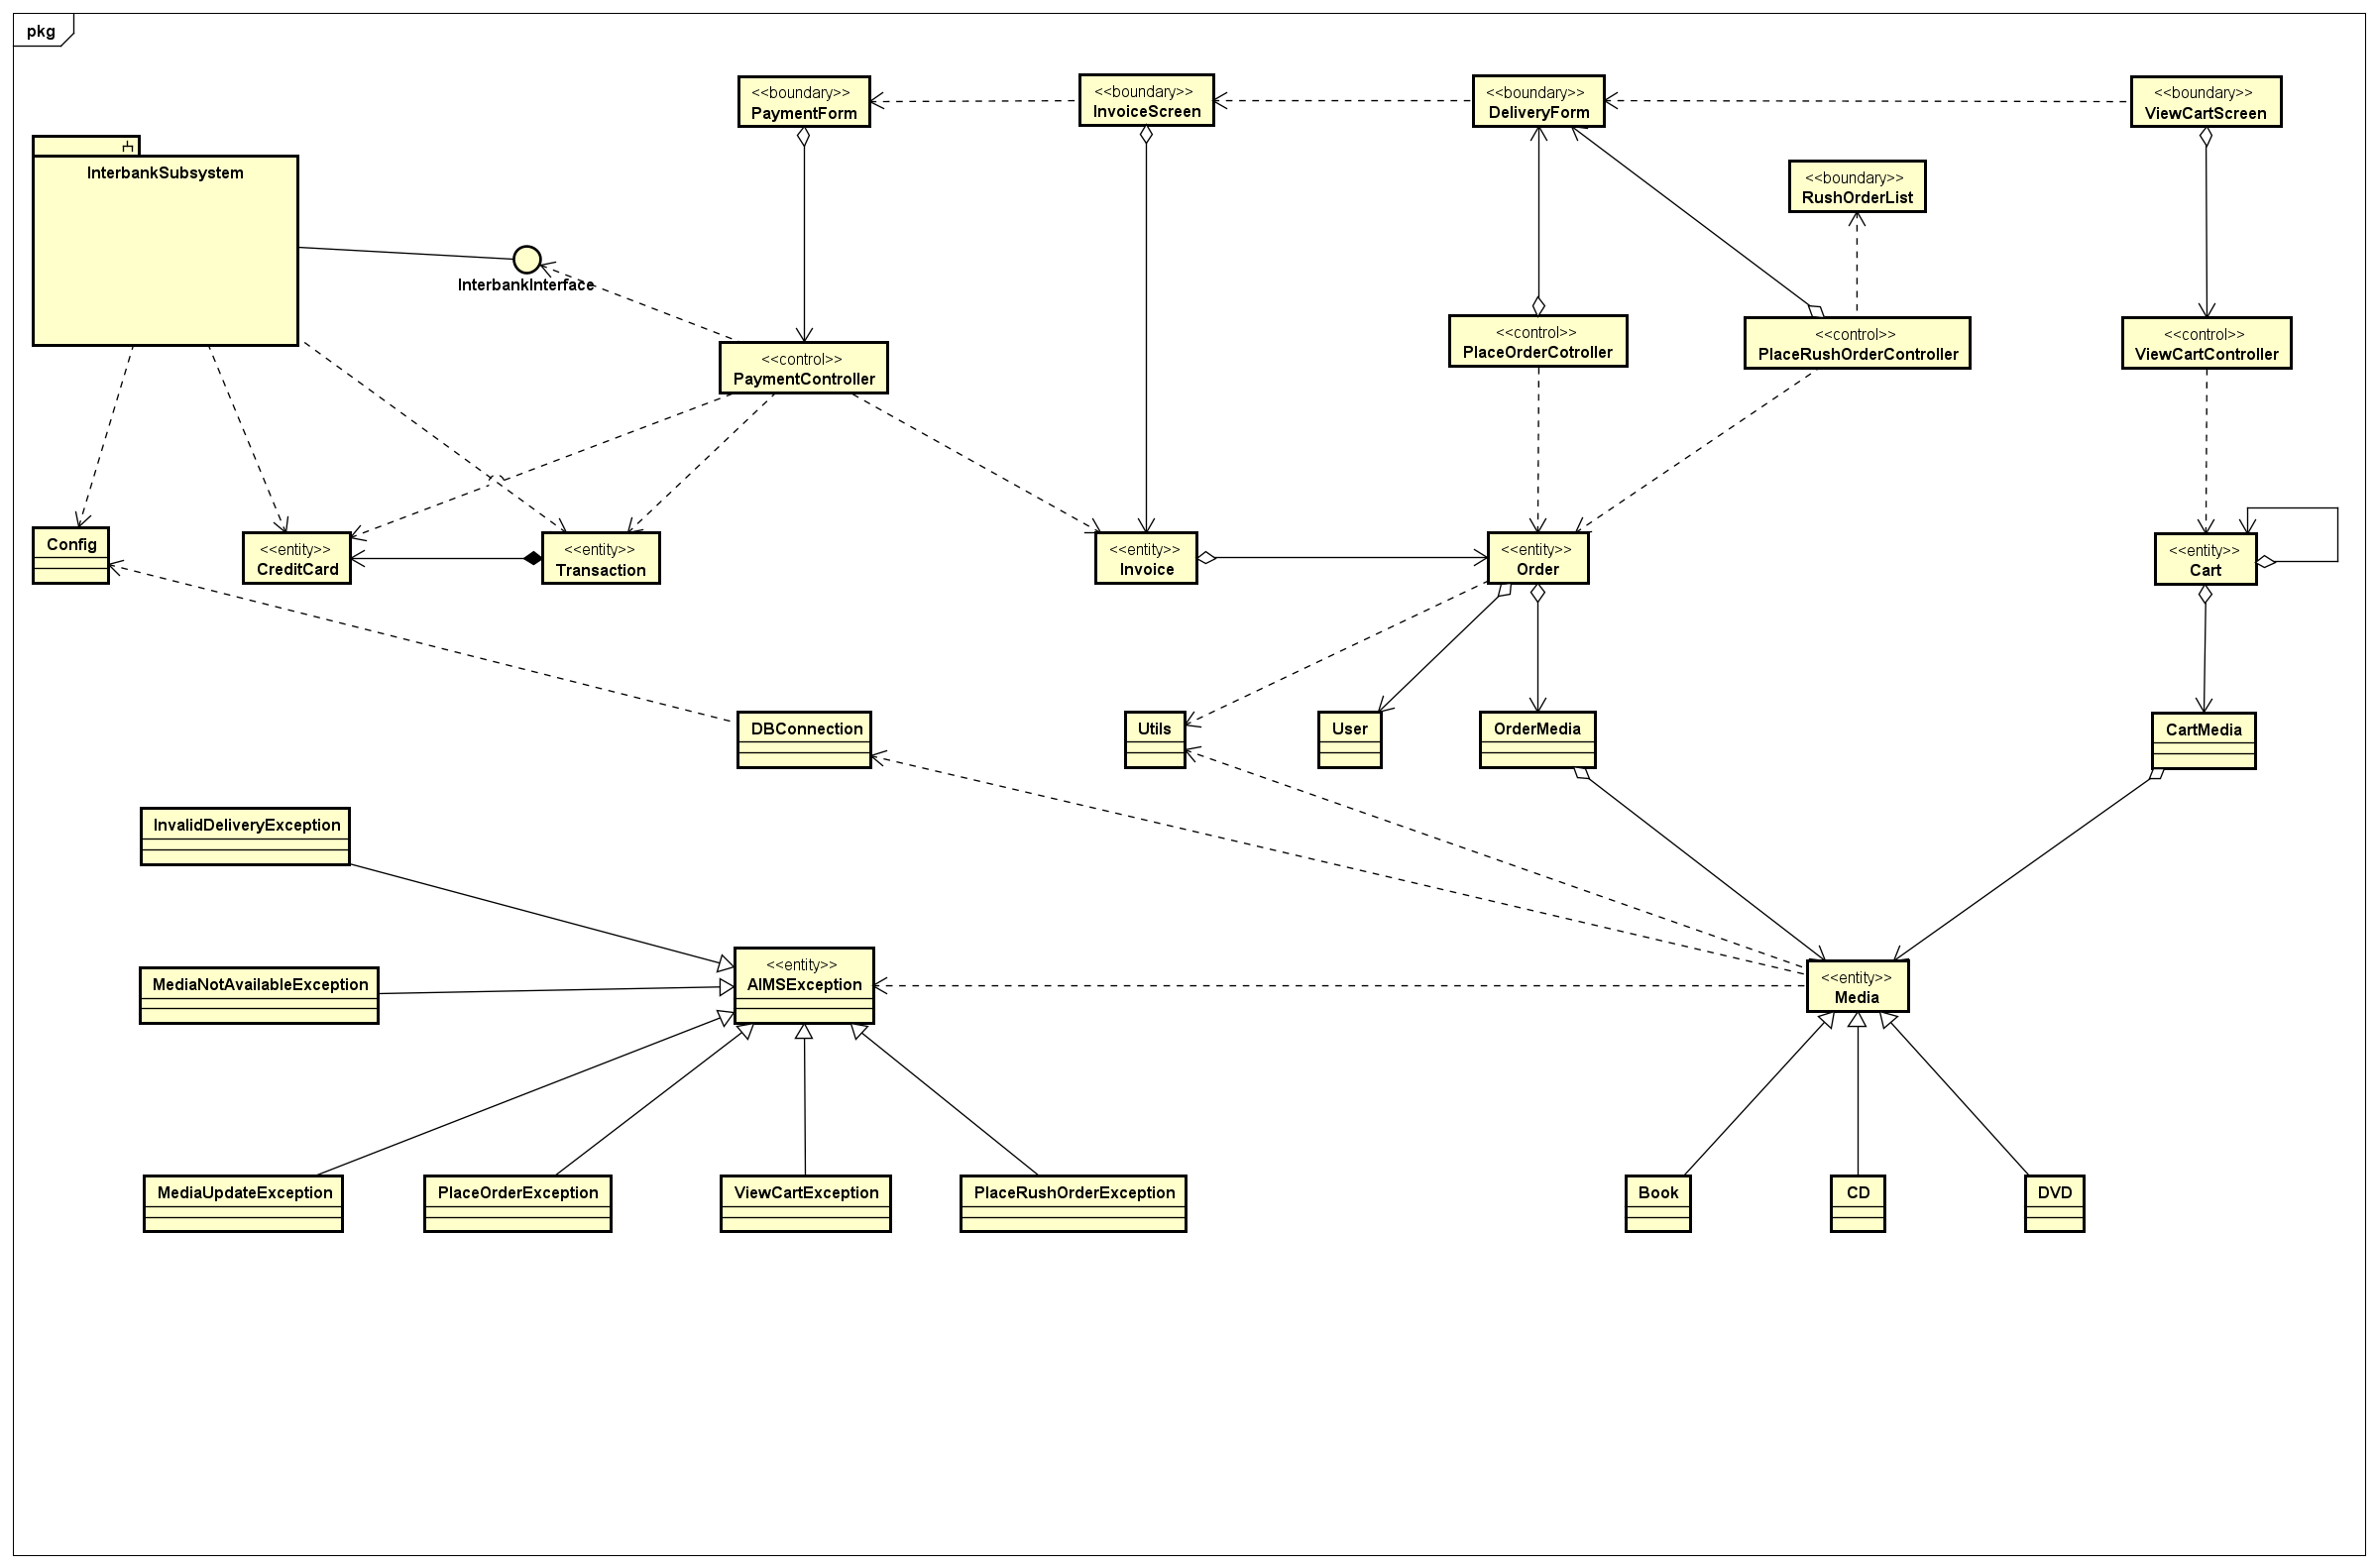 pkg
<<boundary>>
PaymentForm
<<boundary>>
InvoiceScreen
<<boundary>>
DeliveryForm
<<boundary>>
ViewCartScreen
InterbankSubsystem
<<boundary>>
RushOrderList
InterbankInterface
<<control>>
PaymentController
<<control>>
PlaceOrderCotroller
<<control>>
PlaceRushOrderController
<<control>>
ViewCartController
Config
<<entity>>
CreditCard
<<entity>>
Transaction
<<entity>>
Invoice
<<entity>>
Order
<<entity>>
Cart
DBConnection
Utils
User
OrderMedia
CartMedia
InvalidDeliveryException
MediaNotAvailableException
<<entity>>
AIMSException
<<entity>>
Media
MediaUpdateException
PlaceOrderException
ViewCartException
PlaceRushOrderException
Book
CD
DVD